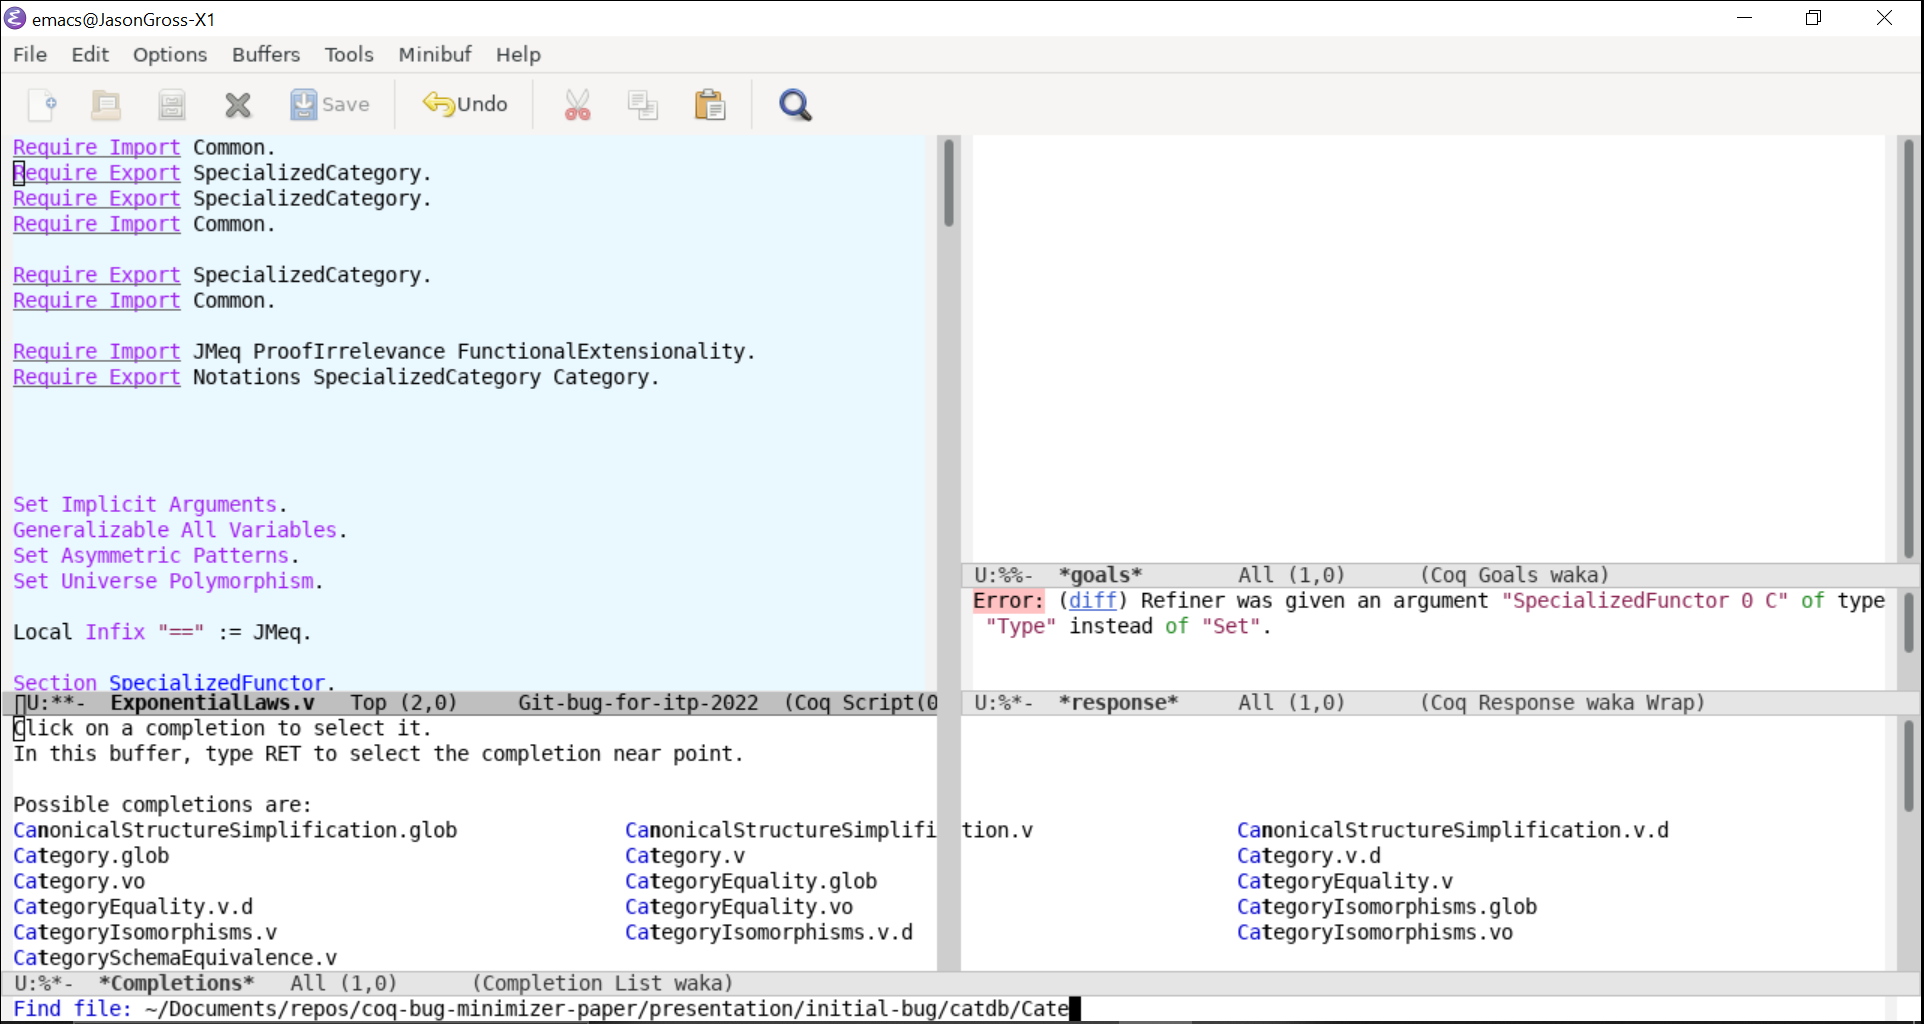 emacs@JasonGross-X1
File Edit Options Buffers Tools Minibuf Help
Save Undo
Require Import Common.
Require Export SpecializedCategory.
Require Export SpecializedCategory.
Require Import Common.
Require Export SpecializedCategory.
Require Import Common.
Require Import JMeq ProofIrrelevance FunctionalExtensionality.
Require Export Notations SpecializedCategory Category.
Set Implicit Arguments.
Generalizable All Variables.
Set Asymmetric Patterns.
Set Universe Polymorphism.
Local Infix "==" := JMeq.
Section SpecializedFunctor.
U:**-  ExponentialLaws.v   Top (2,0)     Git-bug-for-itp-2022  (Coq Script(0
U:%%-  *goals*        All (1,0)      (Coq Goals waka)
Error: (diff) Refiner was given an argument "SpecializedFunctor 0 C" of type
"Type" instead of "Set".
U:%*-  *response*     All (1,0)      (Coq Response waka Wrap)
Click on a completion to select it.
In this buffer, type RET to select the completion near point.
Possible completions are:
CanonicalStructureSimplification.glob CanonicalStructureSimplification.v CanonicalStructureSimplification.v.d
Category.glob Category.v Category.v.d
Category.vo CategoryEquality.glob CategoryEquality.v
CategoryEquality.v.d CategoryEquality.vo CategoryIsomorphisms.glob
CategoryIsomorphisms.v CategoryIsomorphisms.v.d CategoryIsomorphisms.vo
CategorySchemaEquivalence.v
U:%*-  *Completions*   All (1,0)      (Completion List waka)
Find file: ~/Documents/repos/coq-bug-minimizer-paper/presentation/initial-bug/catdb/Cate